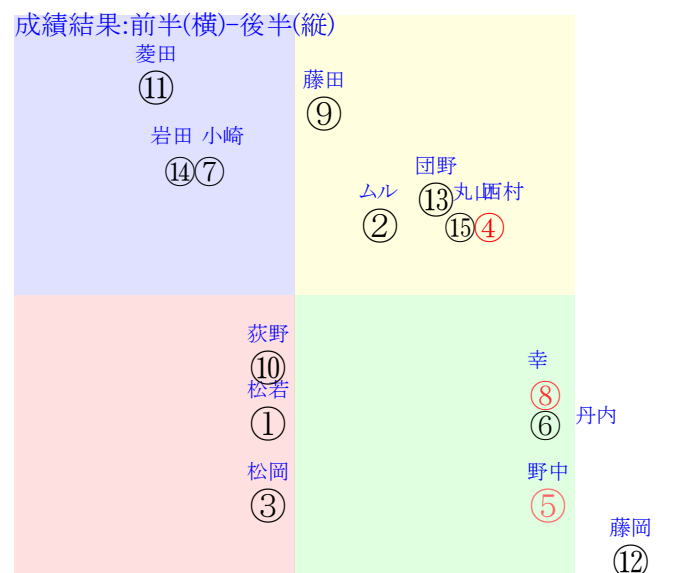 成績結果:前半(横)-後半(縦)
菱田
⑪
藤田
⑨
岩田 小崎
⑭⑦
団野
⑬
ムル
②
丸山西村
⑮④
荻野
⑩
松若
①
幸
⑧
丹内
⑥
松岡
③
野中
⑤
藤岡
⑫